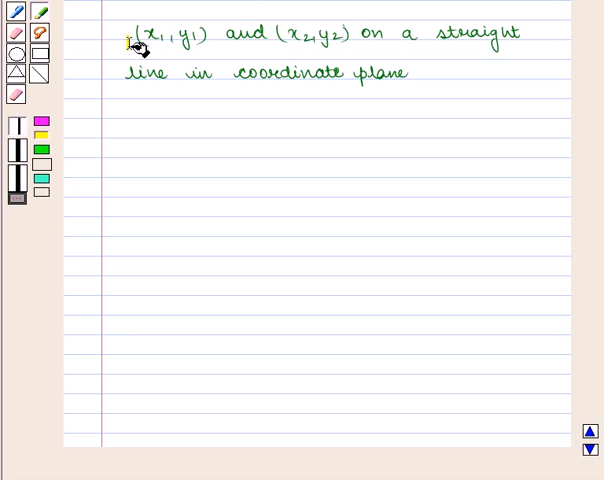 (x₁, y₁) and (x₂, y₂) on a straight
line in coordinate plane